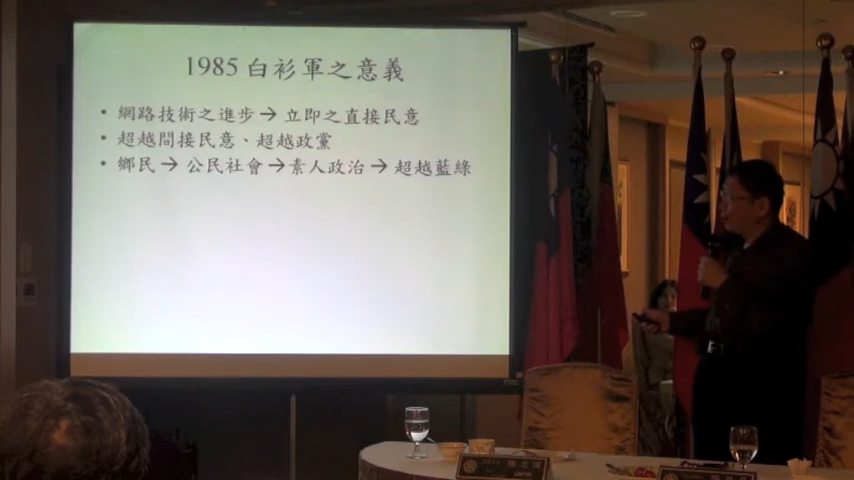 1985 白衫軍之意義
• 網路技術之進步→ 立即之直接民意
• 超越間接民意、超越政黨
• 鄉民→ 公民社會→素人政治→ 超越藍綠